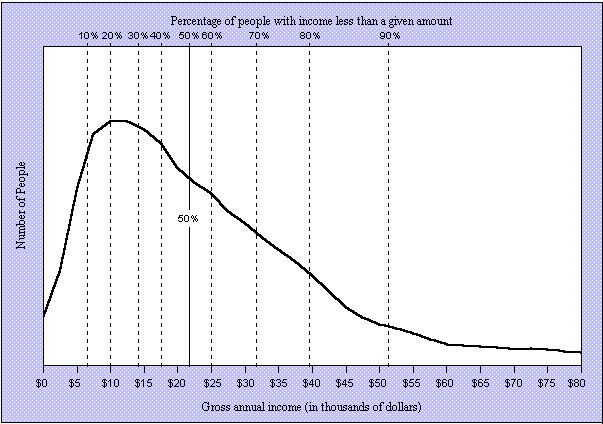 Percentage of people with income less than a given amount
10% 20% 30% 40% 50% 60% 70% 80% 90%
Number of People
50%
$0 $5 $10 $15 $20 $25 $30 $35 $40 $45 $50 $55 $60 $65 $70 $75 $80
Gross annual income (in thousands of dollars)